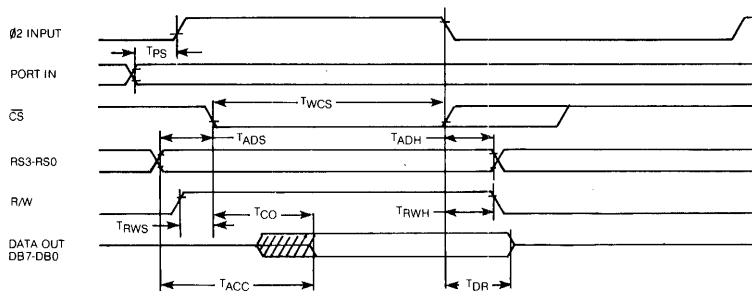 Ø2 INPUT
TPS
PORT IN
TWCS
CS
TADS
TADH
RS3-RS0
R/W
TCO
TRWH
TRWS
DATA OUT
DB7-DB0
TACC
TDR